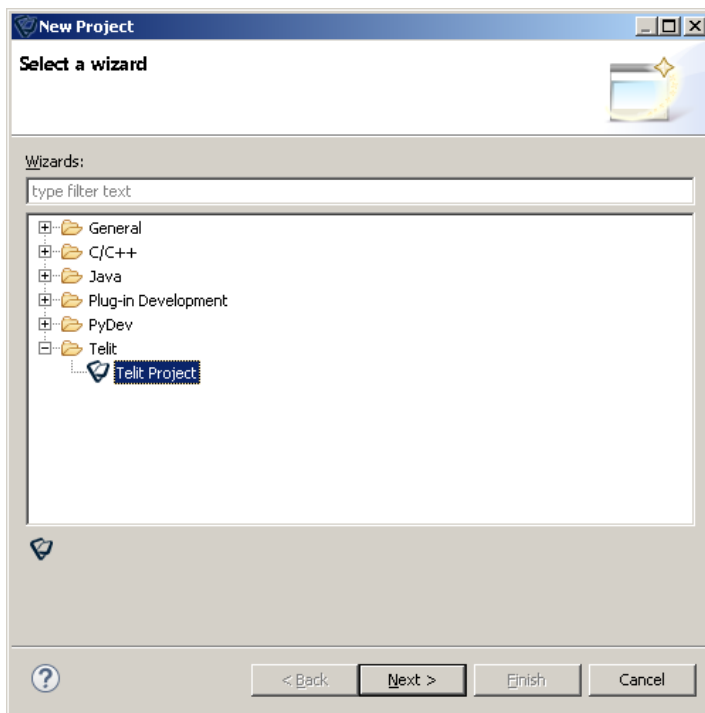 New Project
Select a wizard
Wizards:
type filter text
General
C/C++
Java
Plug-in Development
PyDev
Telit
Telit Project
?
< Back Next > Finish Cancel